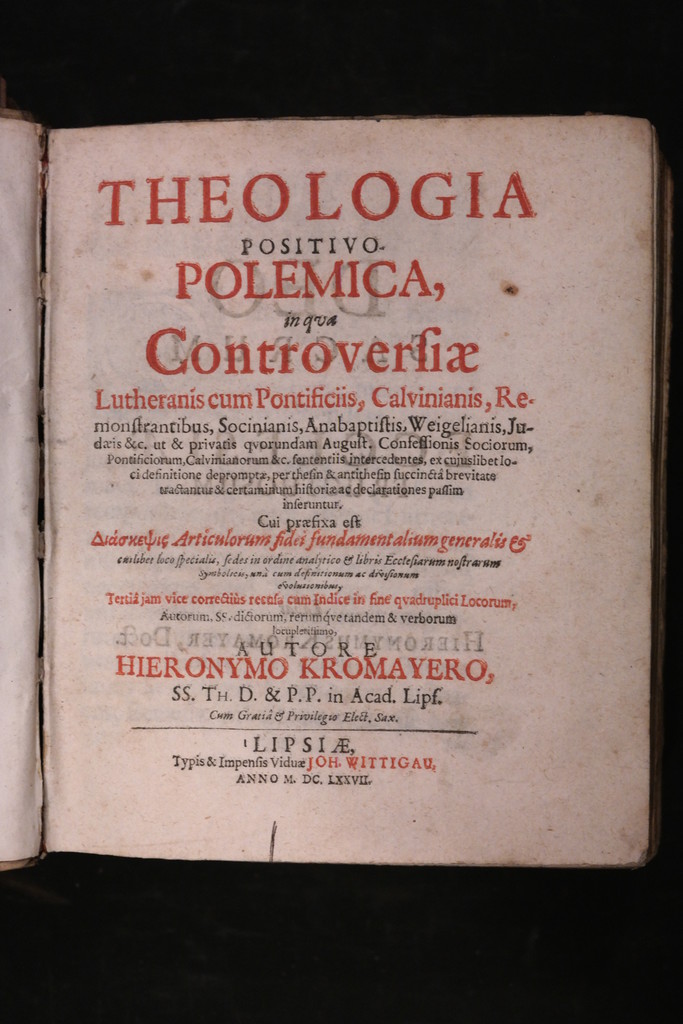 THEOLOGIA
POSITIVO-
POLEMICA,
in qva
Controversiæ
Lutheranis cum Pontificiis, Calvinianis, Re-
monstrantibus, Socinianis, Anabaptistis, Weigelianis, Ju-
dæis &c. ut & privatis qvorundam August. Confessionis Sociorum,
Pontificiorum, Calvinianorum &c. sententiis intercedentes, ex cujuslibet lo-
ci definitione depromptæ, per thesin & antithesin succinctâ brevitate
tractantur & certaminum historiæ ac declarationes passim
inseruntur.
Cui præfixa est
Διάσκεψις Articulorum fidei fundamentalium generalis &
cuilibet loco specialis, sedes in ordine analytico & libris Ecclesiarum nostrarum
Symbolicis, unà cum definitionum ac divisionum
evolutionibus,
Tertiâ jam vice correctiùs recusa cum Indice in fine qvadruplici Locorum,
Autorum, SS. dictorum, rerumqve tandem & verborum
locupletissimo,
AUTORE
HIERONYMO KROMAYERO,
SS. TH. D. & P.P. in Acad. Lips.
Cum Gratiâ & Privilegio Elect. Sax.
LIPSIÆ,
Typis & Impensis Viduæ JOH. WITTIGAU,
ANNO M. DC. LXXVII.